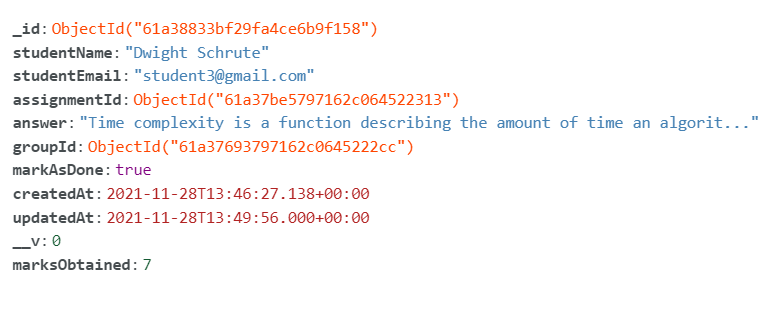 _id: ObjectId("61a38833bf29fa4ce6b9f158")
studentName: "Dwight Schrute"
studentEmail: "student3@gmail.com"
assignmentId: ObjectId("61a37be5797162c064522313")
answer: "Time complexity is a function describing the amount of time an algorit..."
groupId: ObjectId("61a37693797162c0645222cc")
markAsDone: true
createdAt: 2021-11-28T13:46:27.138+00:00
updatedAt: 2021-11-28T13:49:56.000+00:00
__v: 0
marksObtained: 7